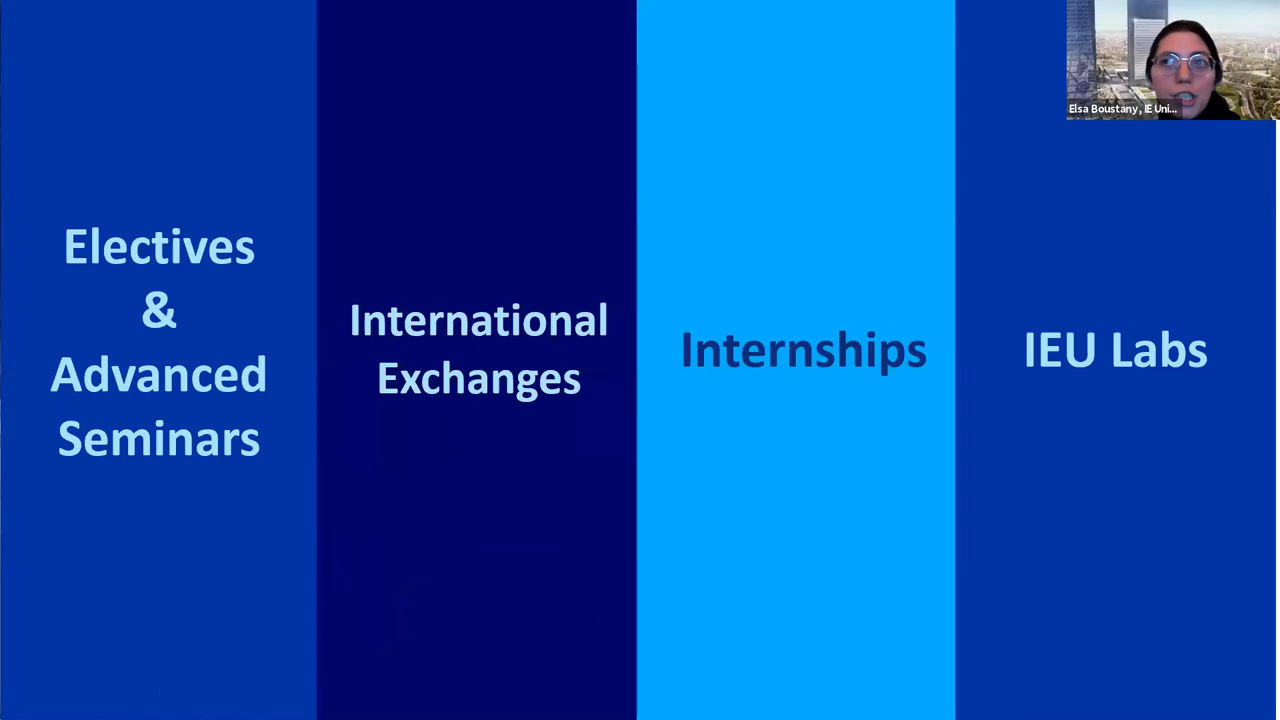 Electives
&
Advanced
Seminars
International
Exchanges
Internships
IEU Labs
Elsa Boustany, IE Uni...